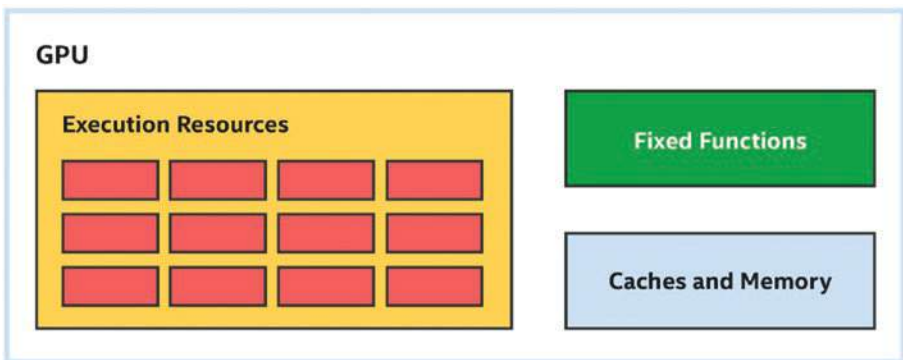 GPU
Execution Resources
Fixed Functions
Caches and Memory